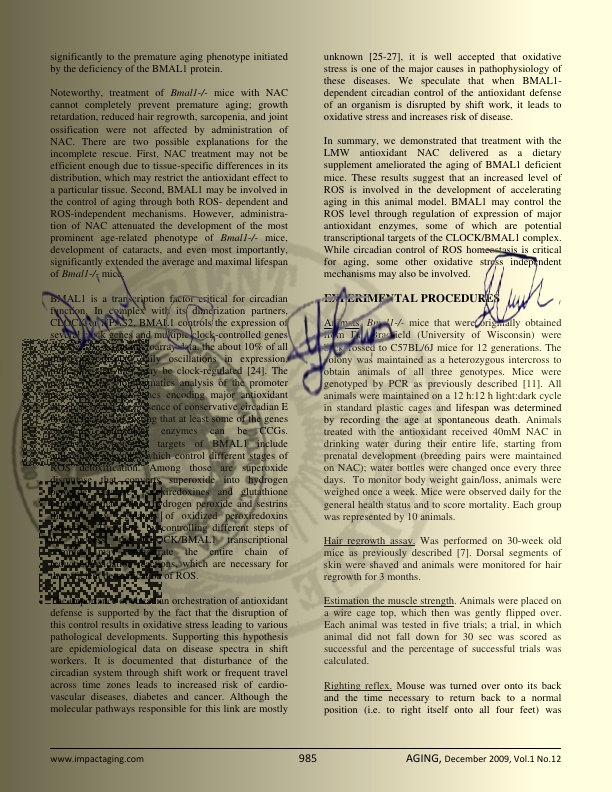 significantly to the premature aging phenotype initiated
by the deficiency of the BMAL1 protein.
Noteworthy, treatment of Bmal1-/- mice with NAC
cannot completely prevent premature aging; growth
retardation, reduced hair regrowth, sarcopenia, and joint
ossification were not affected by administration of
NAC. There are two possible explanations for the
incomplete rescue. First, NAC treatment may not be
efficient enough due to tissue-specific differences in its
distribution, which may restrict the antioxidant effect to
a particular tissue. Second, BMAL1 may be involved in
the control of aging through both ROS- dependent and
ROS-independent mechanisms. However, administra-
tion of NAC attenuated the development of the most
prominent age-related phenotype of Bmal1-/- mice,
development of cataracts, and even most importantly,
significantly extended the average and maximal lifespan
of Bmal-/- mice.
BMAL1 is a transcription factor critical for circadian
function. In complex with its dimerization partners,
CLOCK or NPAS2, BMAL1 controls the expression of
genes and multiple clock-controlled genes
the about 10% of all
oscillations in expression
be clock-regulated [24]. The
analysis of the promoter
encoding major antioxidant
of conservative circadian E
that at least some of the genes
enzymes can be CCGs.
targets of BMAL1 include
which control different stages of
ROS detoxification. Among those are superoxide
superoxide into hydrogen
and glutathione
peroxide and sestrins
of oxidized peroxiredoxins
controlling different steps of
transcriptional
the entire chain of
which are necessary for
of ROS.
orchestration of antioxidant
defense is supported by the fact that the disruption of
this control results in oxidative stress leading to various
pathological developments. Supporting this hypothesis
are epidemiological data on disease spectra in shift
workers. It is documented that disturbance of the
circadian system through shift work or frequent travel
across time zones leads to increased risk of cardio-
vascular diseases, diabetes and cancer. Although the
molecular pathways responsible for this link are mostly
unknown [25-27], it is well accepted that oxidative
stress is one of the major causes in pathophysiology of
these diseases. We speculate that when BMAL1-
dependent circadian control of the antioxidant defense
of an organism is disrupted by shift work, it leads to
oxidative stress and increases risk of disease.
In summary, we demonstrated that treatment with the
LMW antioxidant NAC delivered as a dietary
supplement ameliorated the aging of BMAL1 deficient
mice. These results suggest that an increased level of
ROS is involved in the development of accelerating
aging in this animal model. BMAL1 may control the
ROS level through regulation of expression of major
antioxidant enzymes, some of which are potential
transcriptional targets of the CLOCK/BMAL1 complex.
While circadian control of ROS homeostasis is critical
for aging, some other oxidative stress independent
mechanisms may also be involved.
EXPERIMENTAL PROCEDURES
Animals. Bmal1-/- mice that were originally obtained
from (University of Wisconsin) were
to C57BL/6J mice for 12 generations. The
colony was maintained as a heterozygous intercross to
obtain animals of all three genotypes. Mice were
genotyped by PCR as previously described [11]. All
animals were maintained on a 12 h:12 h light:dark cycle
in standard plastic cages and lifespan was determined
by recording the age at spontaneous death. Animals
treated with the antioxidant received 40mM NAC in
drinking water during their entire life, starting from
prenatal development (breeding pairs were maintained
on NAC); water bottles were changed once every three
days. To monitor body weight gain/loss, animals were
weighed once a week. Mice were observed daily for the
general health status and to score mortality. Each group
was represented by 10 animals.
Hair regrowth assay. Was performed on 30-week old
mice as previously described [7]. Dorsal segments of
skin were shaved and animals were monitored for hair
regrowth for 3 months.
Estimation the muscle strength. Animals were placed on
a wire cage top, which then was gently flipped over.
Each animal was tested in five trials; a trial, in which
animal did not fall down for 30 sec was scored as
successful and the percentage of successful trials was
calculated.
Righting reflex. Mouse was turned over onto its back
and the time necessary to return back to a normal
position (i.e. to right itself onto all four feet) was
www.impactaging.com 985 AGING, December 2009, Vol.1 No.12